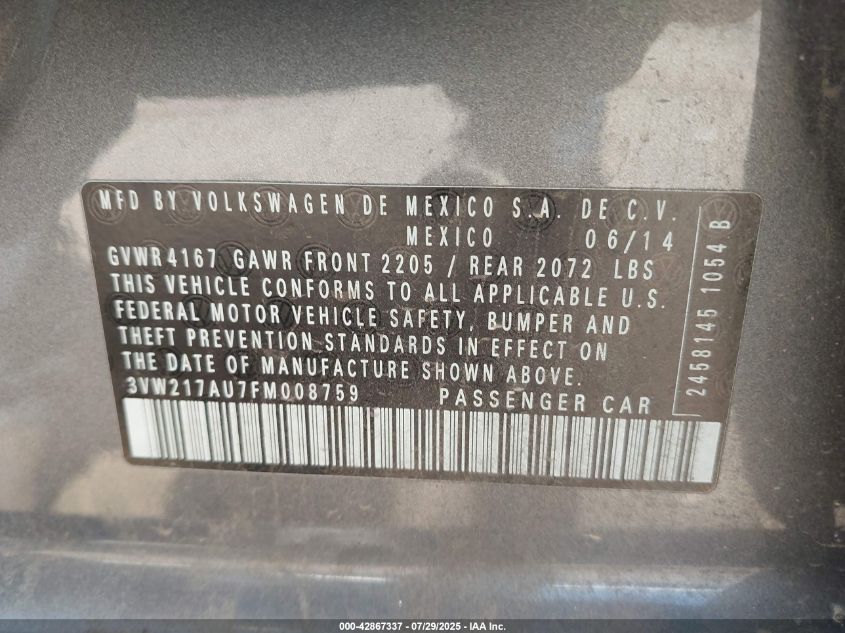 MFD BY VOLKSWAGEN DE MEXICO S.A. DE C.V.
MEXICO 06/14
GVWR 4167 GAWR FRONT 2205 / REAR 2072 LBS
THIS VEHICLE CONFORMS TO ALL APPLICABLE U.S.
FEDERAL MOTOR VEHICLE SAFETY, BUMPER AND
THEFT PREVENTION STANDARDS IN EFFECT ON
THE DATE OF MANUFACTURE SHOWN ABOVE.
3VW217AU7FM008759 PASSENGER CAR
2458145 1054 B
000-42867337 - 07/29/2025 - IAA Inc.